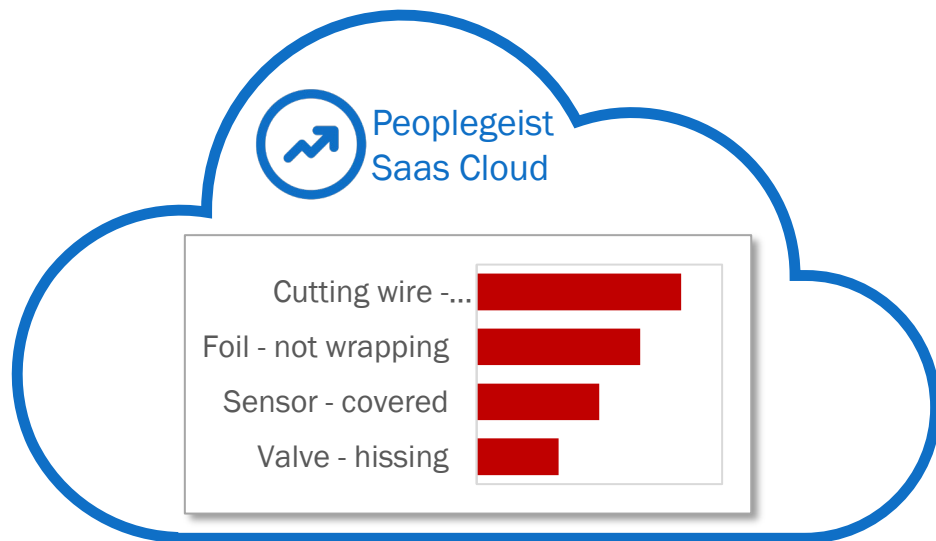 Peoplegeist
Saas Cloud
Cutting wire -...
Foil - not wrapping
Sensor - covered
Valve - hissing